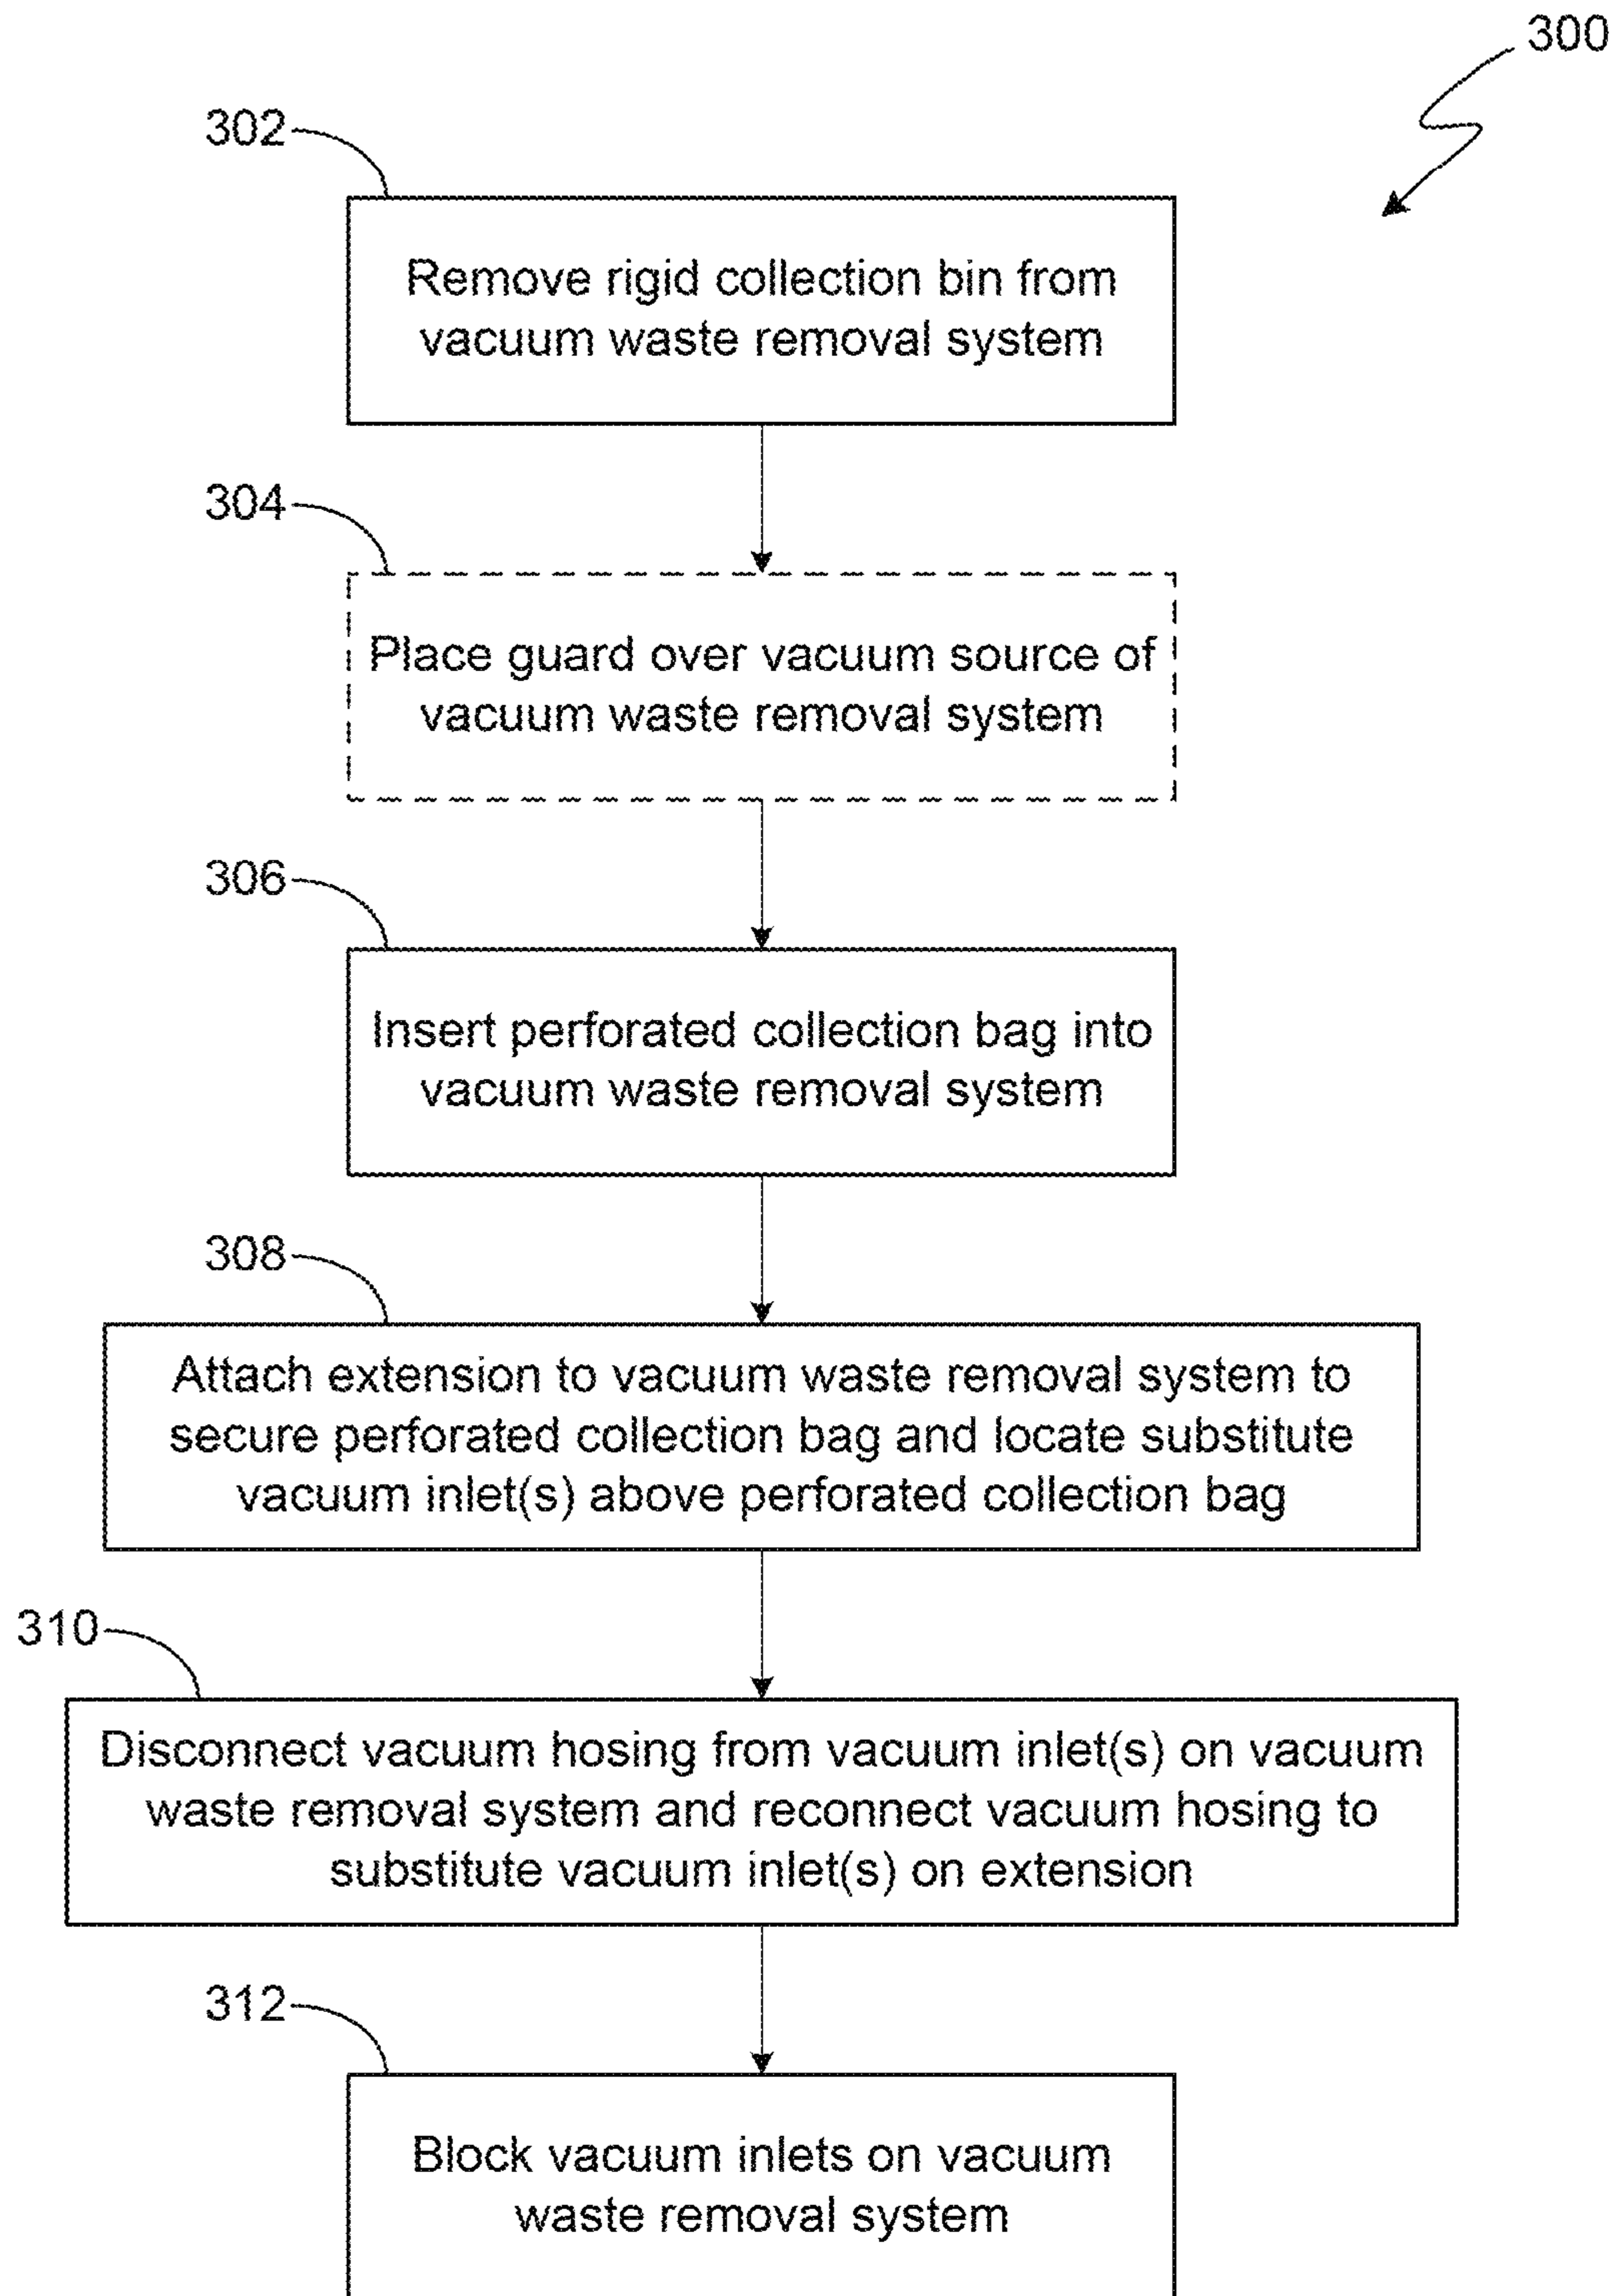 300
302
Remove rigid collection bin from
vacuum waste removal system
304
Place guard over vacuum source of
vacuum waste removal system
306
Insert perforated collection bag into
vacuum waste removal system
308
Attach extension to vacuum waste removal system to
secure perforated collection bag and locate substitute
vacuum inlet(s) above perforated collection bag
310
Disconnect vacuum hosing from vacuum inlet(s) on vacuum
waste removal system and reconnect vacuum hosing to
substitute vacuum inlet(s) on extension
312
Block vacuum inlets on vacuum
waste removal system